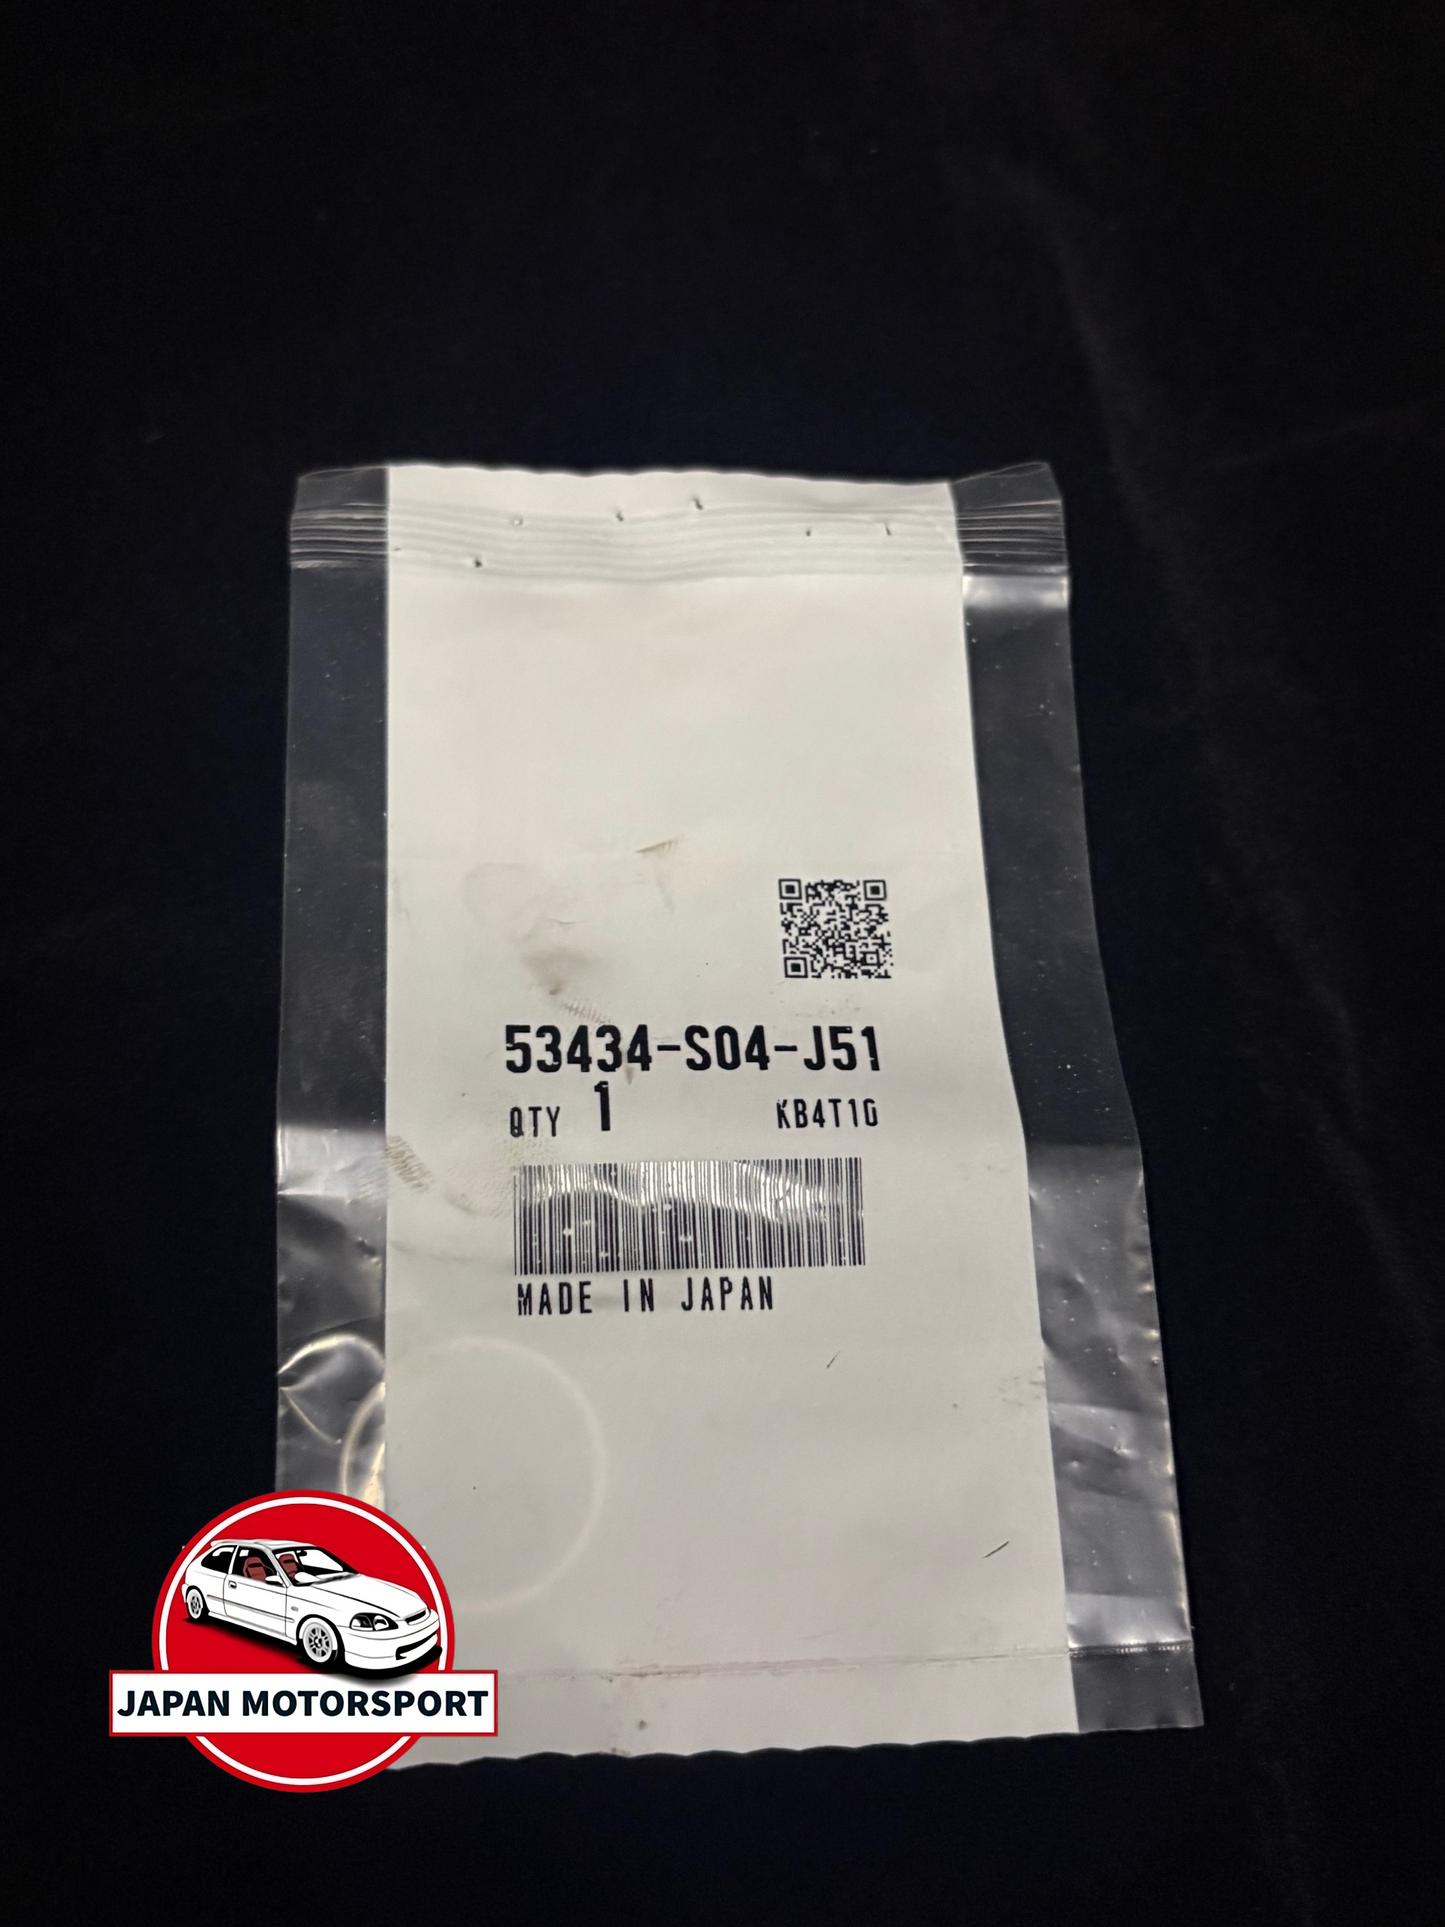 53434-S04-J51
QTY 1 KB4T10
MADE IN JAPAN
JAPAN MOTORSPORT